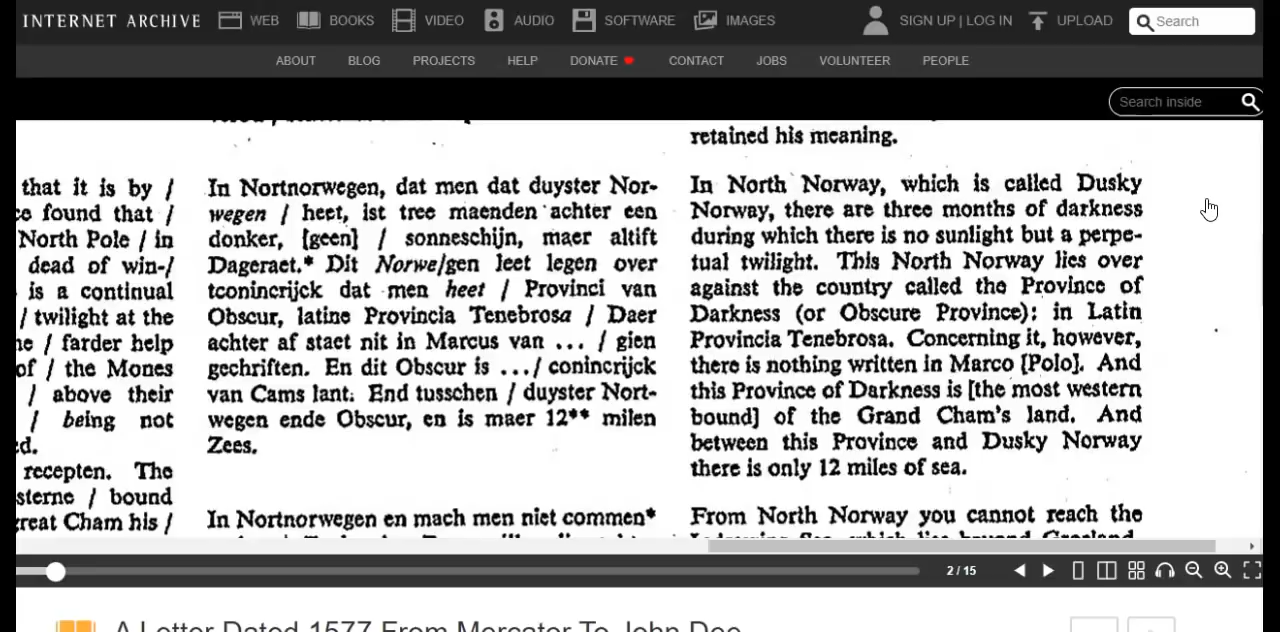 INTERNET ARCHIVE WEB BOOKS VIDEO AUDIO SOFTWARE IMAGES SIGN UP | LOG IN UPLOAD Search
ABOUT BLOG PROJECTS HELP DONATE CONTACT JOBS VOLUNTEER PEOPLE
Search inside
that it is by /
found that /
North Pole / in
dead of win-/
is a continual
/ twilight at the
/ farder help
of / the Mones
/ above their
/ being not
recepten. The
sterne / bound
great Cham his /
In Nortnorwegen, dat men dat duyster Nor-
wegen / heet, ist tree maenden achter een
donker, [geen] / sonneschijn, maer altift
Dageraet.* Dit Norwe/gen leet legen over
tconincrijck dat men heet / Provinci van
Obscur, latine Provincia Tenebrosa / Daer
achter af staet nit in Marcus van ... / gien
gechriften. En dit Obscur is .../ conincrijck
van Cams lant. End tusschen / duyster Nort-
wegen ende Obscur, en is maer 12** milen
Zees.
In Nortnorwegen en mach men niet commen*
retained his meaning.
In North Norway, which is called Dusky
Norway, there are three months of darkness
during which there is no sunlight but a perpe-
tual twilight. This North Norway lies over
against the country called the Province of
Darkness (or Obscure Province): in Latin
Provincia Tenebrosa. Concerning it, however,
there is nothing written in Marco [Polo]. And
this Province of Darkness is [the most western
bound] of the Grand Cham's land. And
between this Province and Dusky Norway
there is only 12 miles of sea.
From North Norway you cannot reach the
2 / 15
A Letter Dated 1577 From Mercator To John Dee